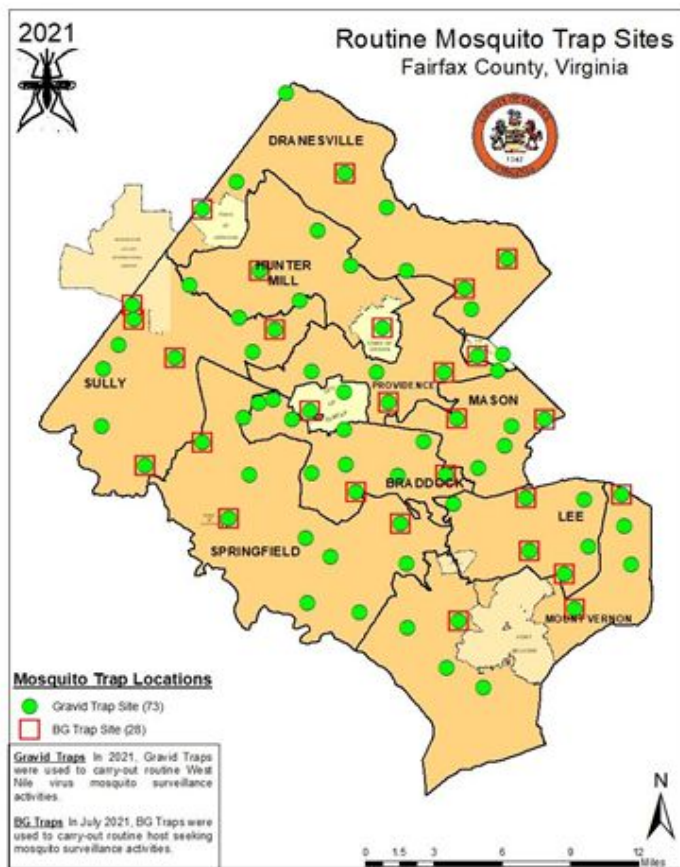 2021
Routine Mosquito Trap Sites
Fairfax County, Virginia
DRANESVILLE
HUNTER
MILL
SULLY
PROVIDENCE
MASON
BRADDOCK
LEE
SPRINGFIELD
MOUNT VERNON
Mosquito Trap Locations
Gravid Trap Site (73)
BG Trap Site (28)
Gravid Traps In 2021, Gravid Traps
were used to carry-out routine West
Nile virus mosquito surveillance
activities.
BG Traps In July 2021, BG Traps were
used to carry-out routine host seeking
mosquito surveillance activities.
N
0 1.5 3 6 9 12
Miles